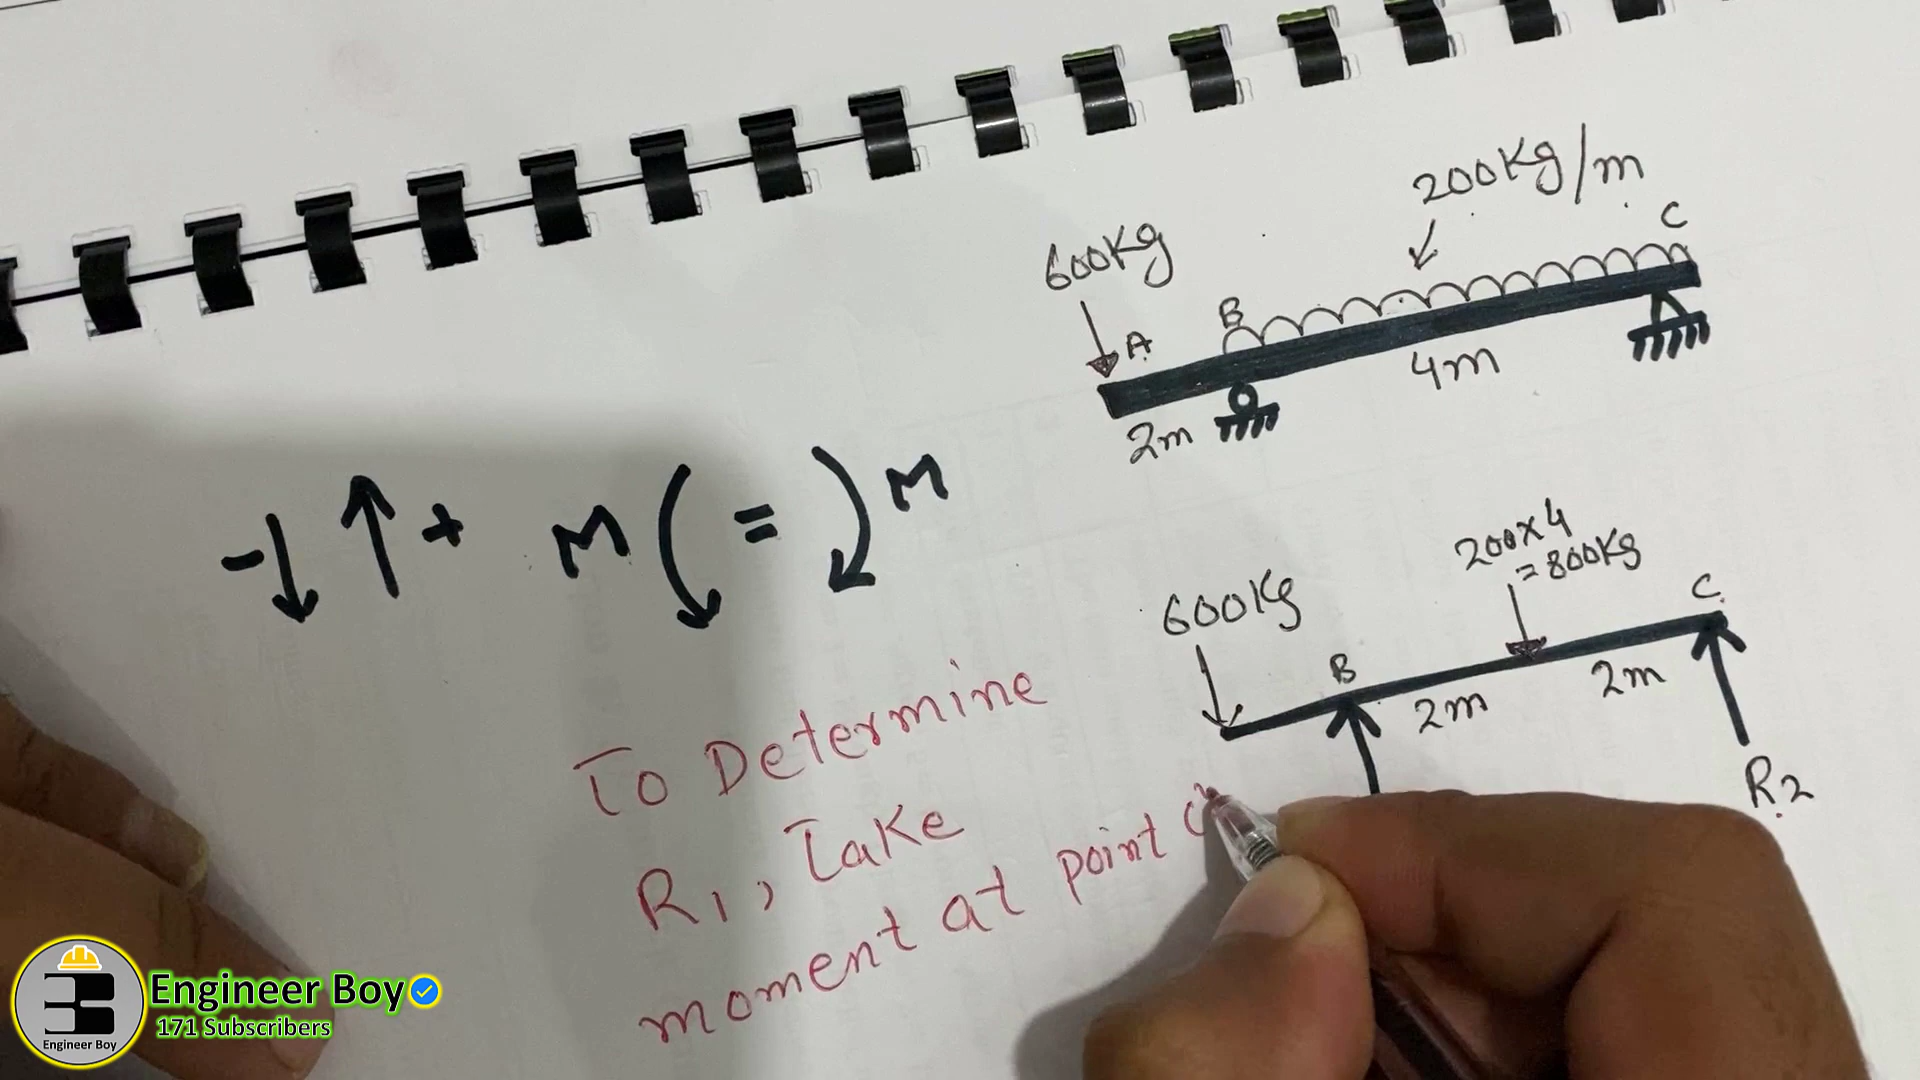 200Kg/m
600Kg
A
B
C
2m
4m
-
+
M
=
M
200x4
=800Kg
600Kg
B
C
2m
2m
R2
To Determine
R1, Take
moment at point C
Engineer Boy
Engineer Boy
171 Subscribers